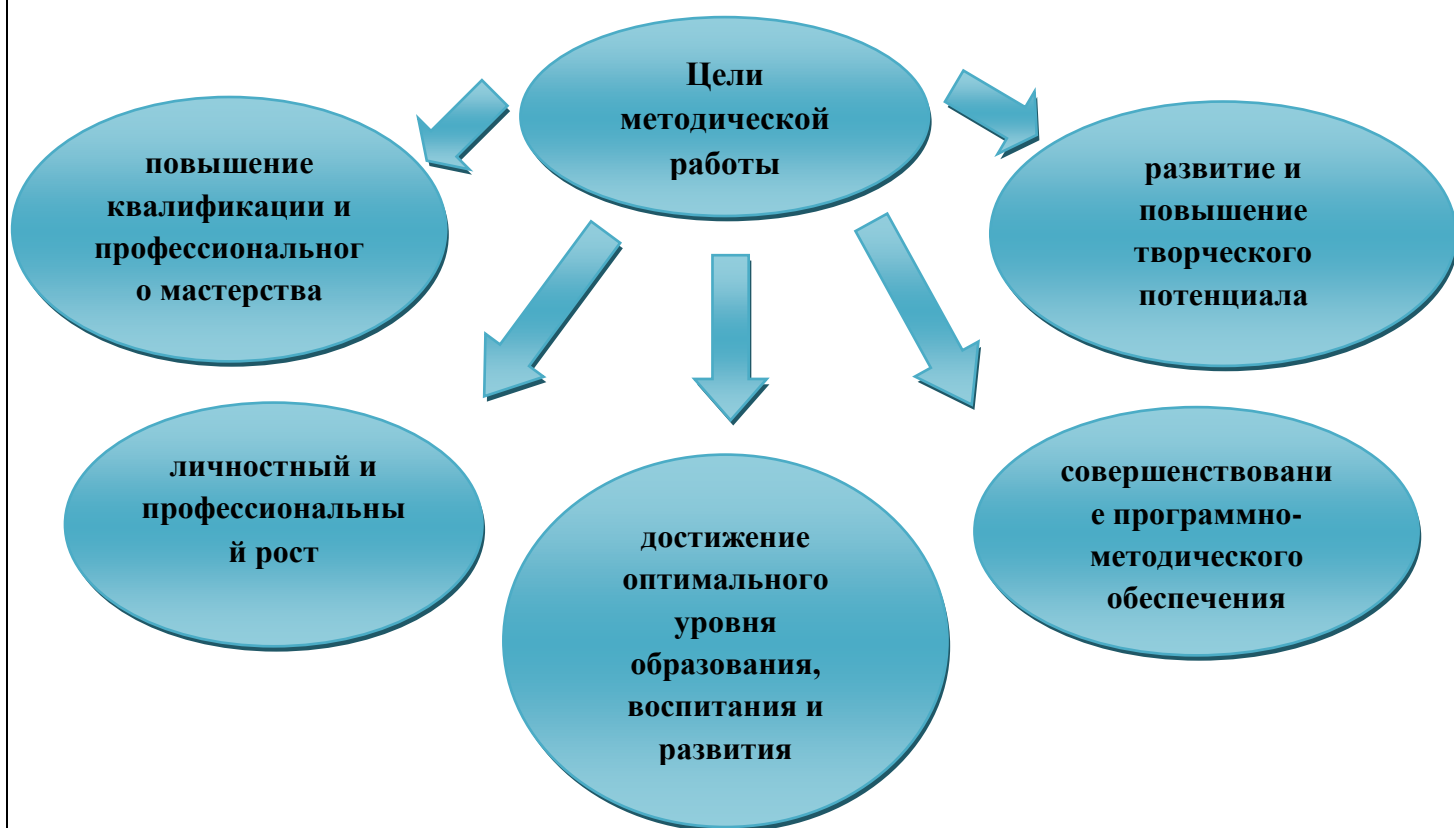 Цели
методической
работы
повышение
квалификации и
профессиональног
о мастерства
развитие и
повышение
творческого
потенциала
личностный и
профессиональны
й рост
достижение
оптимального
уровня
образования,
воспитания и
развития
совершенствовани
е программно-
методического
обеспечения